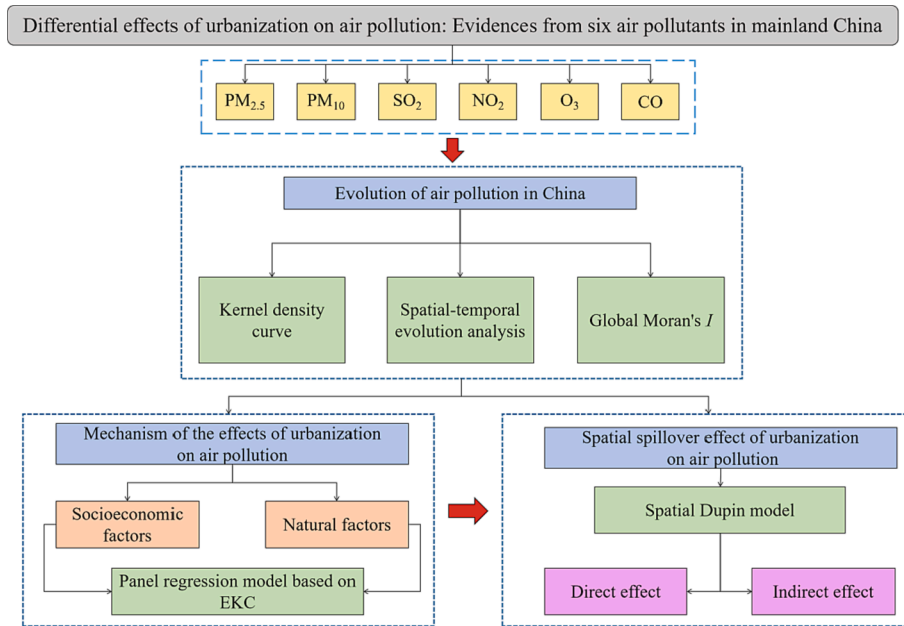 Differential effects of urbanization on air pollution: Evidences from six air pollutants in mainland China
PM2.5
PM10
SO2
NO2
O3
CO
Evolution of air pollution in China
Kernel density
curve
Spatial-temporal
evolution analysis
Global Moran's I
Mechanism of the effects of urbanization
on air pollution
Socioeconomic
factors
Natural factors
Panel regression model based on
EKC
Spatial spillover effect of urbanization
on air pollution
Spatial Dupin model
Direct effect
Indirect effect